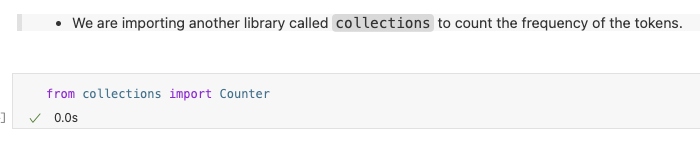 • We are importing another library called collections to count the frequency of the tokens.
from collections import Counter
] ✓ 0.0s